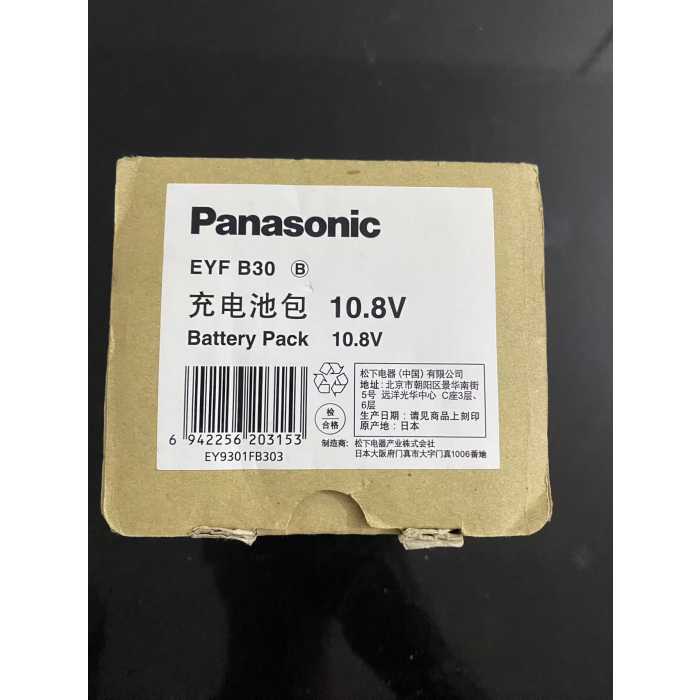 Panasonic
EYF B30 Ⓑ
充电池包 10.8V
Battery Pack 10.8V
6 942256 203153
EY9301FB303
检
合格
松下电器(中国)有限公司
地址: 北京市朝阳区景华南街
5号 远洋光华中心 C座3层、
6层
生产日期: 请见商品上刻印
原产地: 日本
制造商: 松下电器产业株式会社
日本大阪府门真市大字门真1006番地